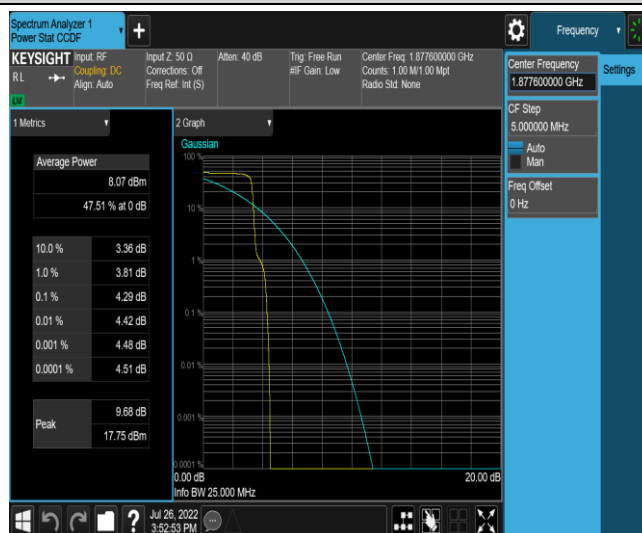 Spectrum Analyzer 1
Power Stat CCDF
Frequency
KEYSIGHT
R L
LXI
Input: RF
Coupling: DC
Align: Auto
Input Z: 50 Ω
Corrections: Off
Freq Ref: Int (S)
Atten: 40 dB
Trig: Free Run
#IF Gain: Low
Center Freq: 1.877600000 GHz
Counts: 1.00 M/1.00 Mpt
Radio Std: None
Center Frequency
1.877600000 GHz
Settings
CF Step
5.000000 MHz
Auto
Man
Freq Offset
0 Hz
1 Metrics
Average Power
8.07 dBm
47.51 % at 0 dB
10.0 % 3.36 dB
1.0 % 3.81 dB
0.1 % 4.29 dB
0.01 % 4.42 dB
0.001 % 4.48 dB
0.0001 % 4.51 dB
Peak
9.68 dB
17.75 dBm
2 Graph
Gaussian
100 %
10 %
1 %
0.1 %
0.01 %
0.001 %
0.0001 %
0.00 dB
20.00 dB
Info BW 25.000 MHz
?
Jul 26, 2022
3:52:53 PM